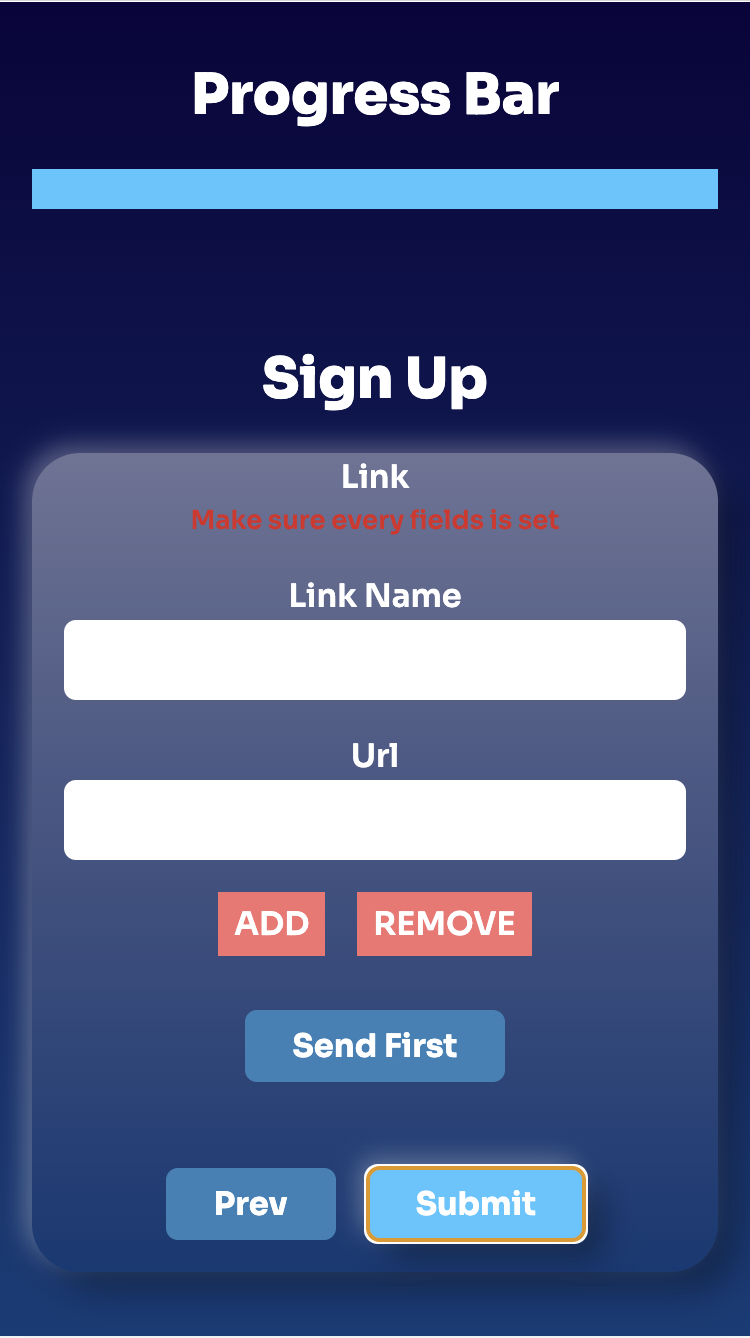 Progress Bar
Sign Up
Link
Make sure every fields is set
Link Name
Url
ADD REMOVE
Send First
Prev Submit